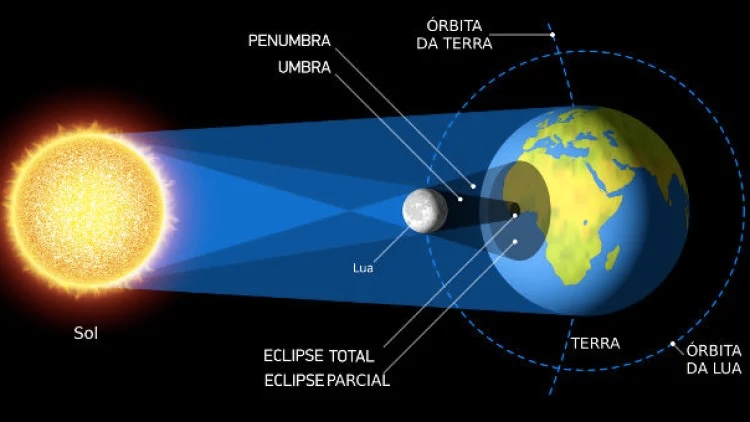 PENUMBRA
UMBRA
ÓRBITA
DA TERRA
Lua
Sol
ECLIPSE TOTAL
ECLIPSE PARCIAL
TERRA
ÓRBITA
DA LUA